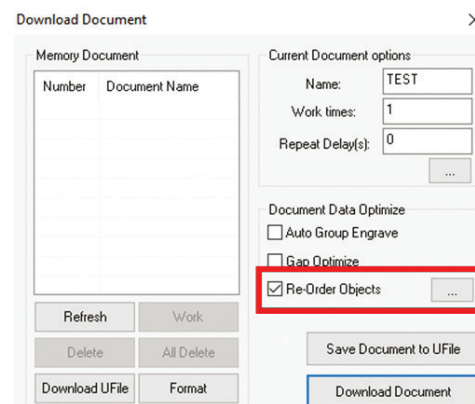 Download Document
Memory Document
Number Document Name
Refresh Work
Delete All Delete
Download UFile Format
Current Document options
Name: TEST
Work times: 1
Repeat Delay(s): 0
...
Document Data Optimize
Auto Group Engrave
Gap Optimize
Re-Order Objects ...
Save Document to UFile
Download Document